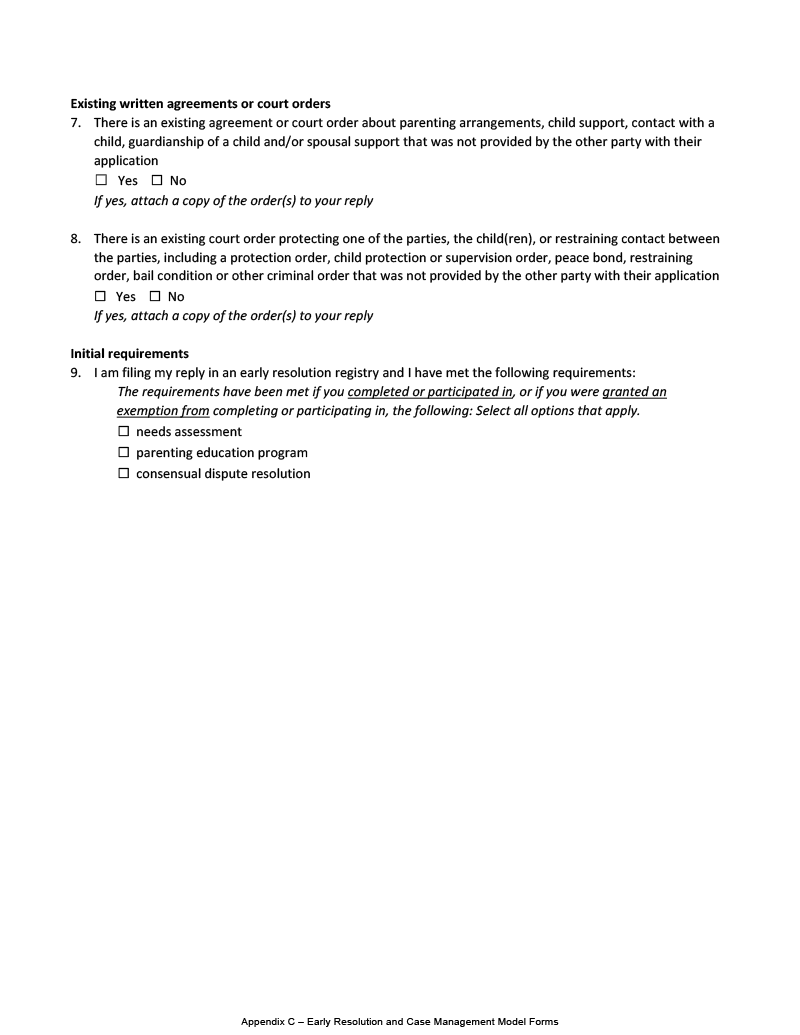 Existing written agreements or court orders
7. There is an existing agreement or court order about parenting arrangements, child support, contact with a
child, guardianship of a child and/or spousal support that was not provided by the other party with their
application
☐ Yes ☐ No
If yes, attach a copy of the order(s) to your reply
8. There is an existing court order protecting one of the parties, the child(ren), or restraining contact between
the parties, including a protection order, child protection or supervision order, peace bond, restraining
order, bail condition or other criminal order that was not provided by the other party with their application
☐ Yes ☐ No
If yes, attach a copy of the order(s) to your reply
Initial requirements
9. I am filing my reply in an early resolution registry and I have met the following requirements:
The requirements have been met if you completed or participated in, or if you were granted an
exemption from completing or participating in, the following: Select all options that apply.
☐ needs assessment
☐ parenting education program
☐ consensual dispute resolution
Appendix C – Early Resolution and Case Management Model Forms